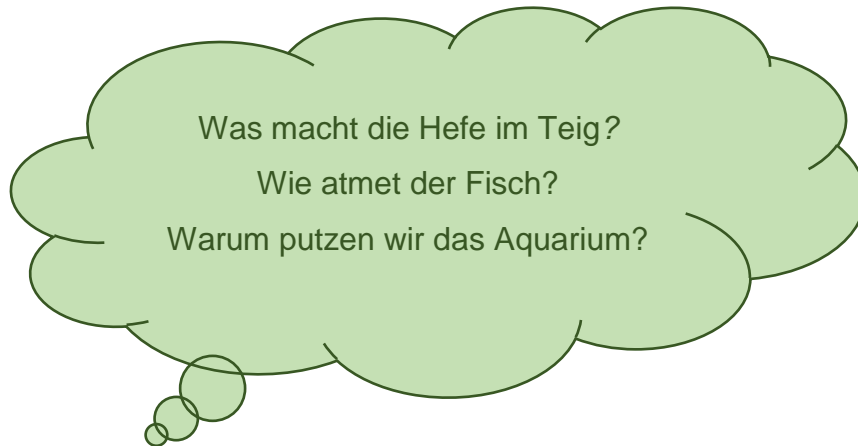 Was macht die Hefe im Teig?
Wie atmet der Fisch?
Warum putzen wir das Aquarium?